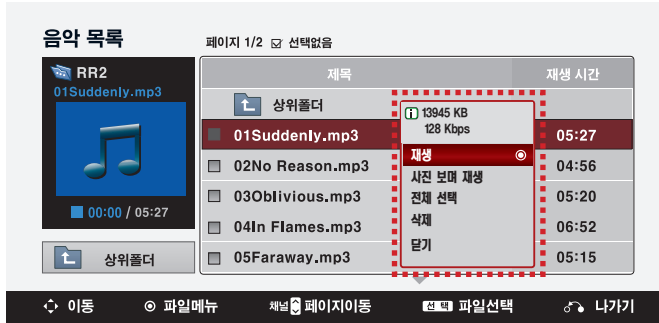 음악 목록
페이지 1/2 선택없음
RR2
01Suddenly.mp3
00:00 / 05:27
상위폴더
제목 재생 시간
상위폴더
01Suddenly.mp3 05:27
02No Reason.mp3 04:56
03Oblivious.mp3 05:20
04In Flames.mp3 06:52
05Faraway.mp3 05:15
i 13945 KB
128 Kbps
재생
사진 보며 재생
전체 선택
삭제
닫기
이동 파일메뉴 채널 페이지이동 선택 파일선택 나가기